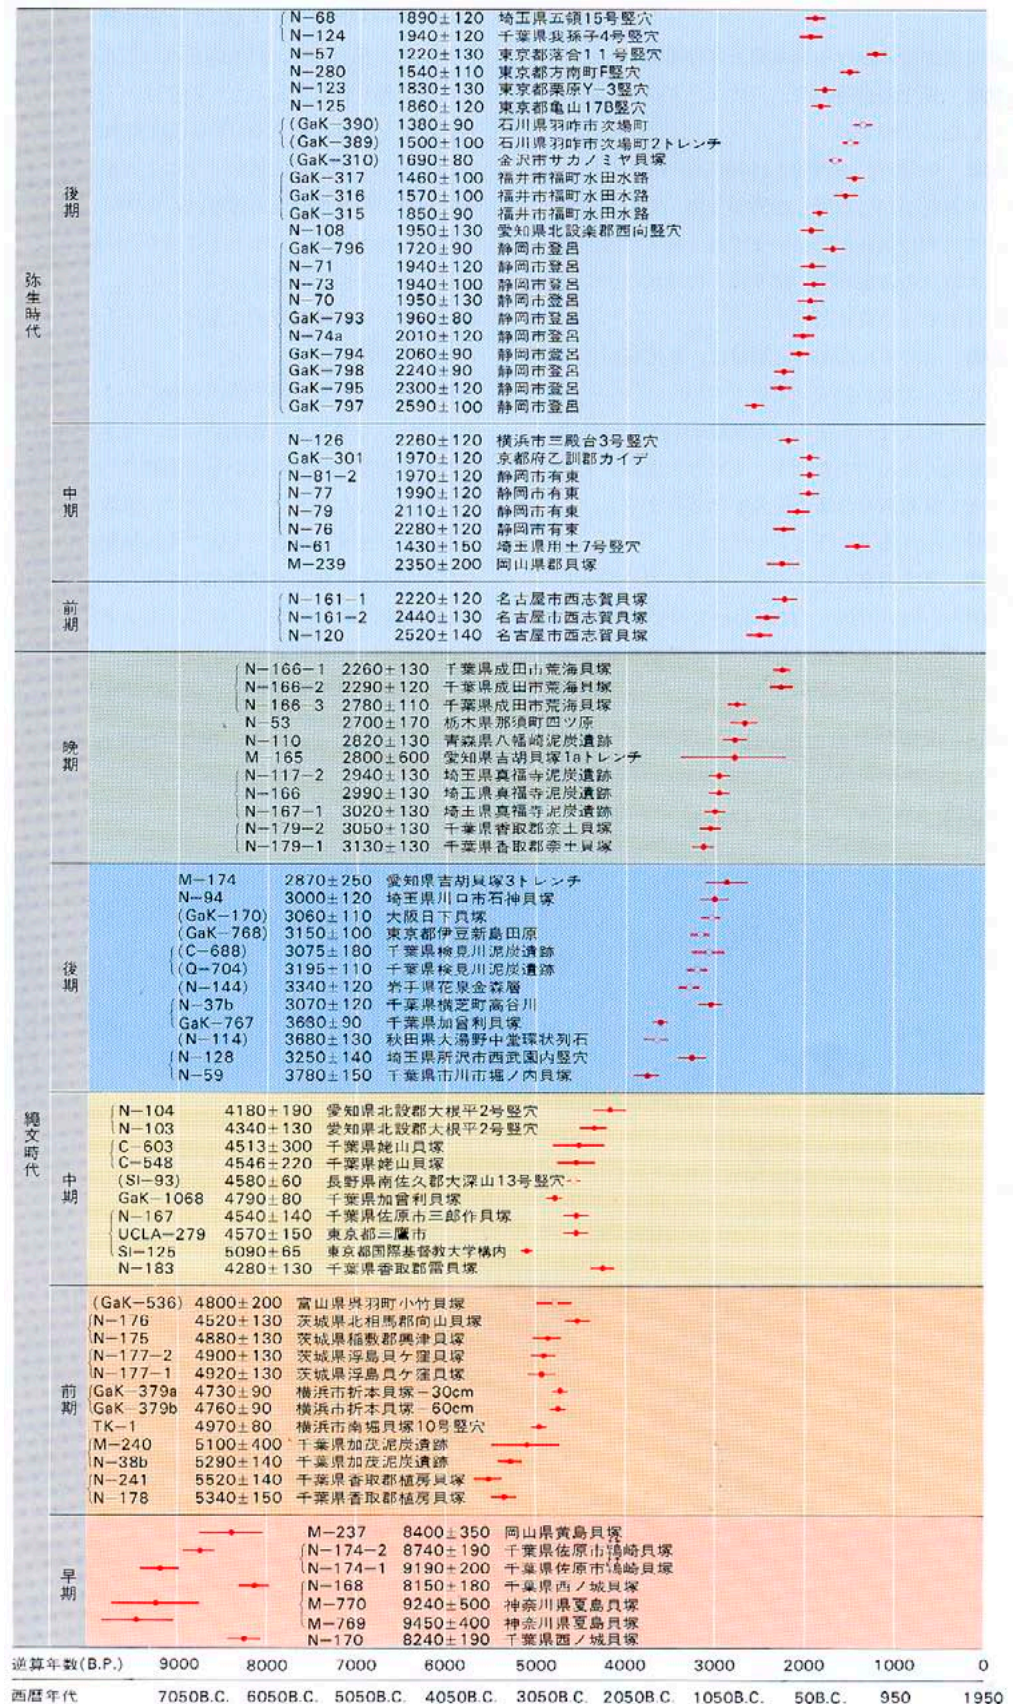 弥生時代
後期
N-68 1890±120 埼玉県五領15号竪穴
N-124 1940±120 千葉県我孫子4号竪穴
N-57 1220±130 東京都落合11号竪穴
N-280 1540±110 東京都方南町F竪穴
N-123 1830±130 東京都栗原Y-3竪穴
N-125 1860±120 東京都亀山17B竪穴
(GaK-390) 1380±90 石川県羽咋市次場町
(GaK-389) 1500±100 石川県羽咋市次場町2トレンチ
(GaK-310) 1690±80 金沢市サカノミヤ貝塚
GaK-317 1460±100 福井市福町水田水路
GaK-316 1570±100 福井市福町水田水路
GaK-315 1850±90 福井市福町水田水路
N-108 1950±130 愛知県北設楽郡西向竪穴
GaK-796 1720±90 静岡市登呂
N-71 1940±120 静岡市登呂
N-73 1940±100 静岡市登呂
N-70 1950±130 静岡市登呂
GaK-793 1960±80 静岡市登呂
N-74a 2010±120 静岡市登呂
GaK-794 2060±90 静岡市登呂
GaK-798 2240±90 静岡市登呂
GaK-795 2300±120 静岡市登呂
GaK-797 2590±100 静岡市登呂
中期
N-126 2260±120 横浜市三殿台3号竪穴
GaK-301 1970±120 京都府乙訓郡カイデ
N-81-2 1970±120 静岡市有東
N-77 1990±120 静岡市有東
N-79 2110±120 静岡市有東
N-76 2280±120 静岡市有東
N-61 1430±150 埼玉県用土7号竪穴
M-239 2350±200 岡山県郡貝塚
前期
N-161-1 2220±120 名古屋市西志賀貝塚
N-161-2 2440±130 名古屋市西志賀貝塚
N-120 2520±140 名古屋市西志賀貝塚
縄文時代
晩期
N-166-1 2260±130 千葉県成田市荒海貝塚
N-166-2 2290±120 千葉県成田市荒海貝塚
N-166-3 2780±110 千葉県成田市荒海貝塚
N-53 2700±170 栃木県那須町四ツ原
N-110 2820±130 青森県八幡崎泥炭遺跡
M-165 2800±600 愛知県吉胡貝塚1aトレンチ
N-117-2 2940±130 埼玉県真福寺泥炭遺跡
N-166 2990±130 埼玉県真福寺泥炭遺跡
N-167-1 3020±130 埼玉県真福寺泥炭遺跡
N-179-2 3050±130 千葉県香取郡奈土貝塚
N-179-1 3130±130 千葉県香取郡奈土貝塚
後期
M-174 2870±250 愛知県吉胡貝塚3トレンチ
N-94 3000±120 埼玉県川口市石神貝塚
(GaK-170) 3060±110 大阪日下貝塚
(GaK-768) 3150±100 東京都伊豆新島田原
(C-688) 3075±180 千葉県検見川泥炭遺跡
(Q-704) 3195±110 千葉県検見川泥炭遺跡
(N-144) 3340±120 岩手県花泉金森層
N-37b 3070±120 千葉県横芝町高谷川
GaK-767 3630±90 千葉県加曽利貝塚
(N-114) 3680±130 秋田県大湯野中堂環状列石
N-128 3250±140 埼玉県所沢市西武園内竪穴
N-59 3780±150 千葉県市川市堀ノ内貝塚
中期
N-104 4180±190 愛知県北設郡大根平2号竪穴
N-103 4340±130 愛知県北設郡大根平2号竪穴
C-603 4513±300 千葉県姥山貝塚
C-548 4546±220 千葉県姥山貝塚
(SI-93) 4580±60 長野県南佐久郡大深山13号竪穴
GaK-1068 4790±80 千葉県加曽利貝塚
N-167 4540±140 千葉県佐原市三郎作貝塚
UCLA-279 4570±150 東京都三鷹市
SI-125 5090±65 東京都国際基督教大学構内
N-183 4280±130 千葉県香取郡雷貝塚
前期
(GaK-536) 4800±200 富山県呉羽町小竹貝塚
N-176 4520±130 茨城県北相馬郡向山貝塚
N-175 4880±130 茨城県稲敷郡興津貝塚
N-177-2 4900±130 茨城県浮島貝ケ窪貝塚
N-177-1 4920±130 茨城県浮島貝ケ窪貝塚
GaK-379a 4730±90 横浜市折本貝塚-30cm
GaK-379b 4760±90 横浜市折本貝塚-60cm
TK-1 4970±80 横浜市南堀貝塚10号竪穴
M-240 5100±400 千葉県加茂泥炭遺跡
N-38b 5290±140 千葉県加茂泥炭遺跡
N-241 5520±140 千葉県香取郡植房貝塚
N-178 5340±150 千葉県香取郡植房貝塚
早期
M-237 8400±350 岡山県黄島貝塚
N-174-2 8740±190 千葉県佐原市鴇崎貝塚
N-174-1 9190±200 千葉県佐原市鴇崎貝塚
N-168 8150±180 千葉県西ノ城貝塚
M-770 9240±500 神奈川県夏島貝塚
M-769 9450±400 神奈川県夏島貝塚
N-170 8240±190 千葉県西ノ城貝塚
逆算年数(B.P.) 9000 8000 7000 6000 5000 4000 3000 2000 1000 0
西暦年代 7050B.C. 6050B.C. 5050B.C. 4050B.C. 3050B.C. 2050B.C. 1050B.C. 50B.C. 950 1950